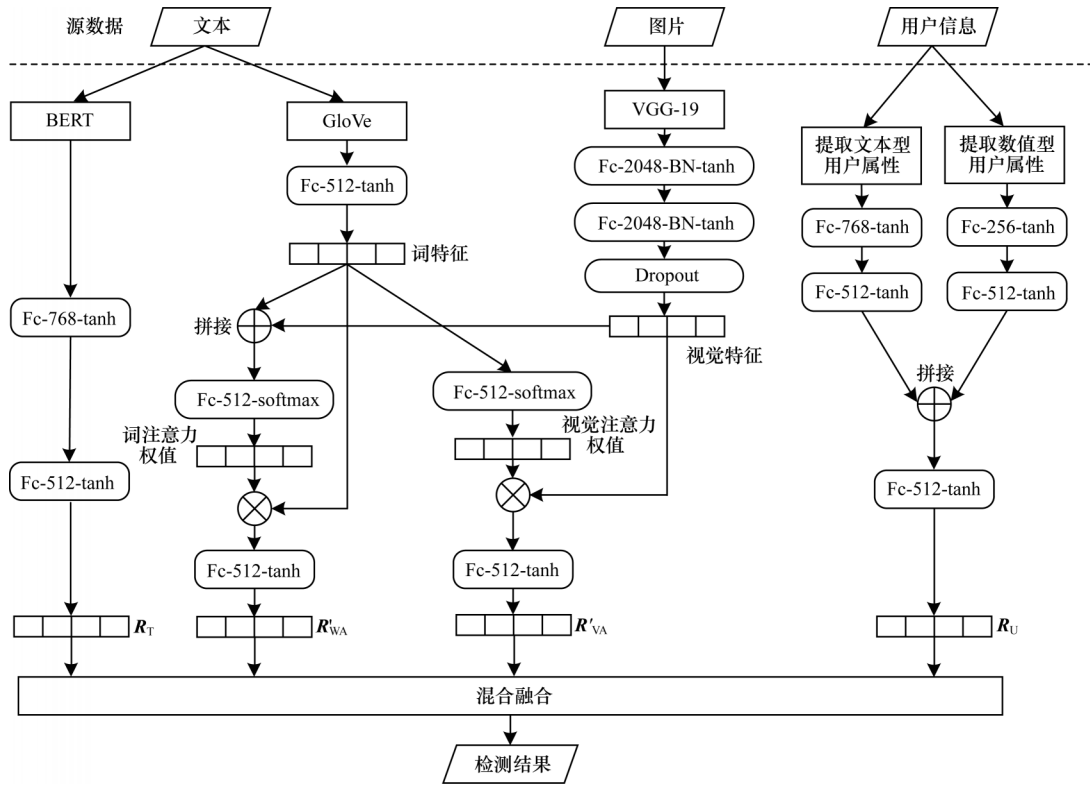 源数据
文本
图片
用户信息
BERT
GloVe
VGG-19
提取文本型
用户属性
提取数值型
用户属性
Fc-512-tanh
Fc-2048-BN-tanh
Fc-2048-BN-tanh
Fc-768-tanh
Fc-256-tanh
词特征
Dropout
Fc-512-tanh
Fc-512-tanh
Fc-768-tanh
拼接
视觉特征
Fc-512-softmax
Fc-512-softmax
拼接
词注意力
权值
视觉注意力
权值
Fc-512-tanh
Fc-512-tanh
Fc-512-tanh
Fc-512-tanh
R_T
R'_WA
R'_VA
R_U
混合融合
检测结果